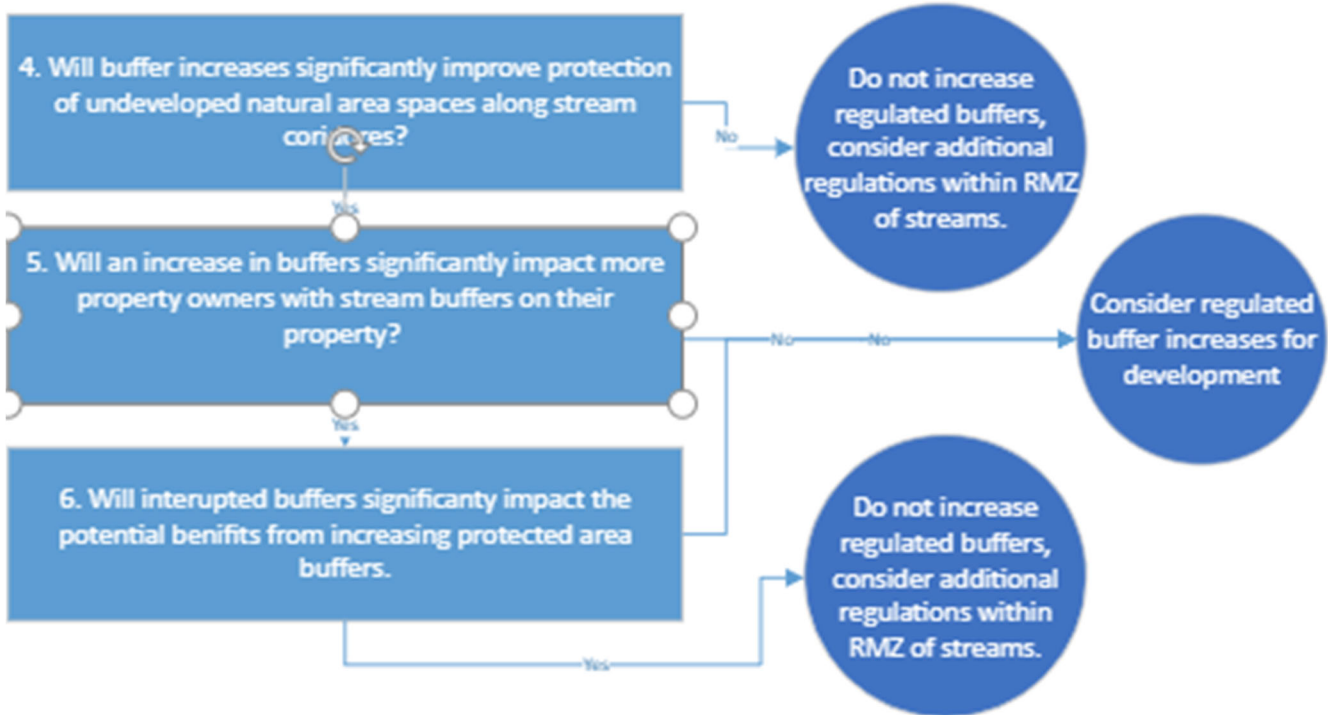 4. Will buffer increases significantly improve protection
of undeveloped natural area spaces along stream
Do not increase
regulated buffers,
consider additional
regulations within RMZ
of streams.
No
Yes
5. Will an increase in buffers significantly impact more
property owners with stream buffers on their
property?
No
No
Consider regulated
buffer increases for
development
Yes
6. Will interupted buffers significanty impact the
potential benifits from increasing protected area
buffers.
Do not increase
regulated buffers,
consider additional
regulations within
RMZ of streams.
Yes